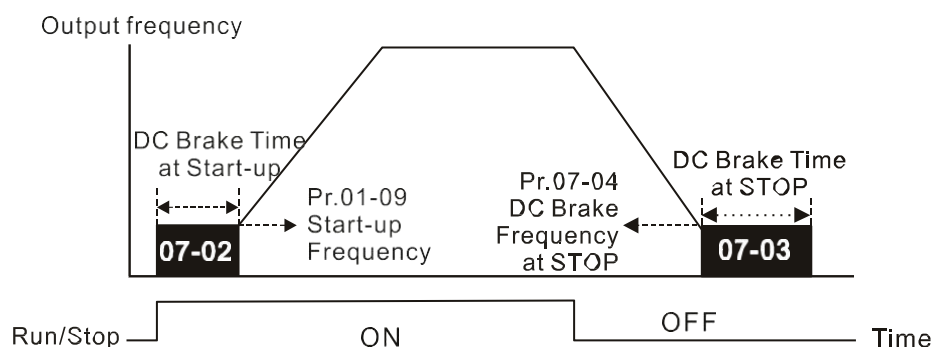 Output frequency
DC Brake Time
at Start-up
Pr.01-09
Start-up
Frequency
07-02
Pr.07-04
DC Brake
Frequency
at STOP
DC Brake Time
at STOP
07-03
Run/Stop
ON
OFF
Time